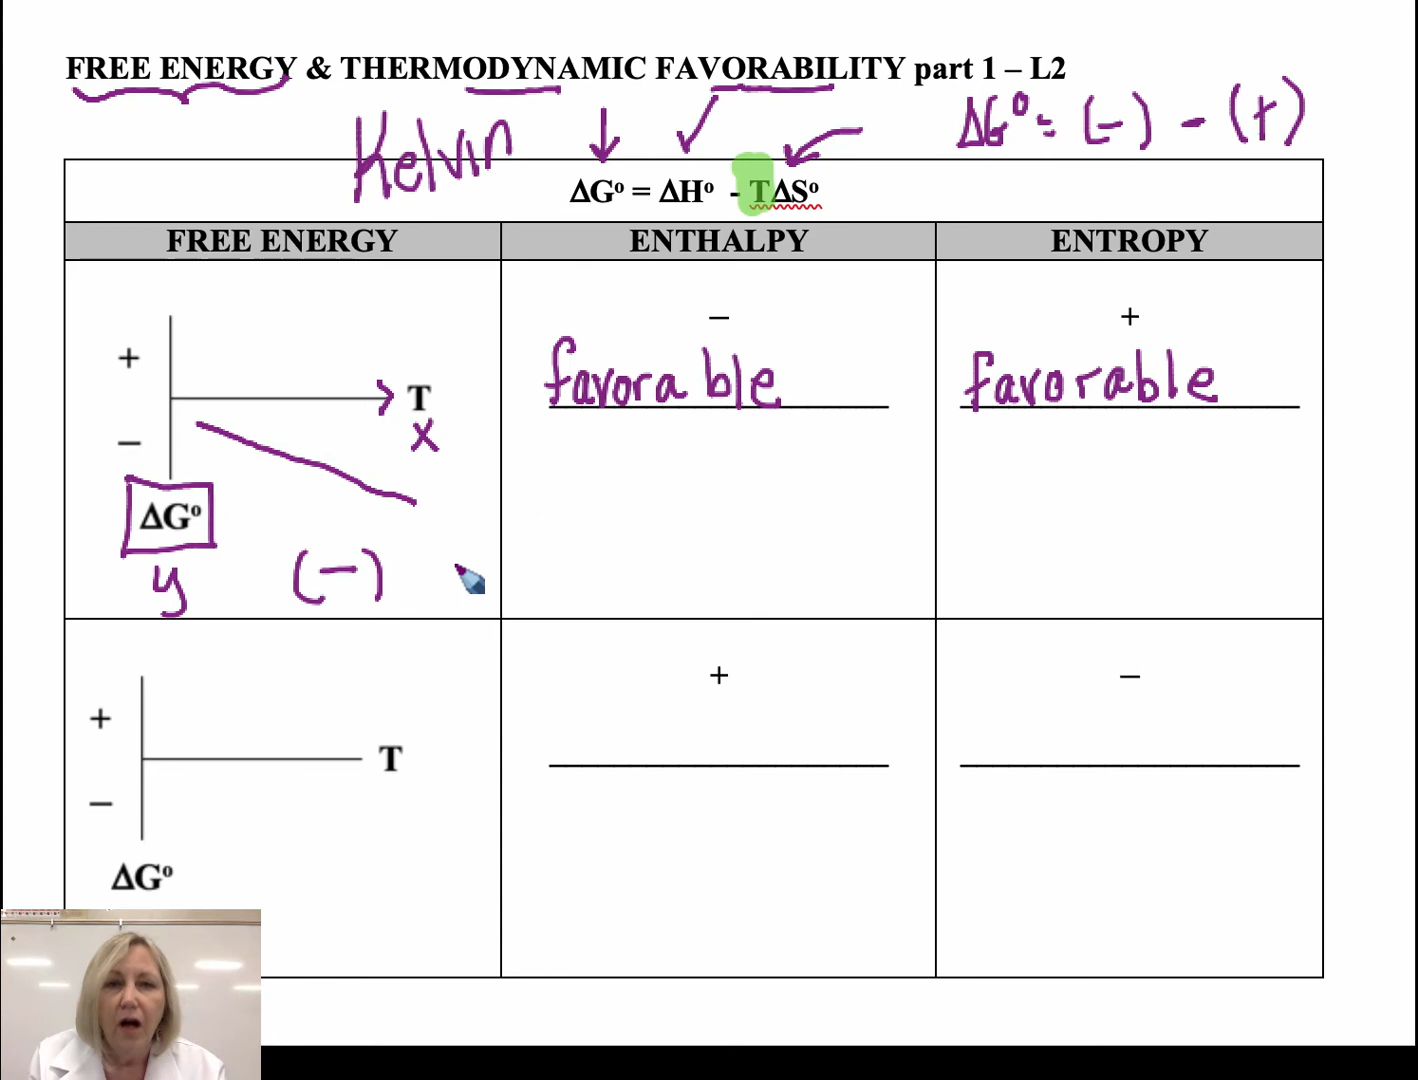 FREE ENERGY & THERMODYNAMIC FAVORABILITY part 1 – L2
Kelvin
ΔG° = (-) - (+)
ΔG° = ΔH° - TΔS°
FREE ENERGY ENTHALPY ENTROPY
– +
+
favorable favorable
T
x
–
ΔG°
y (-)
+ –
+
T
–
ΔG°